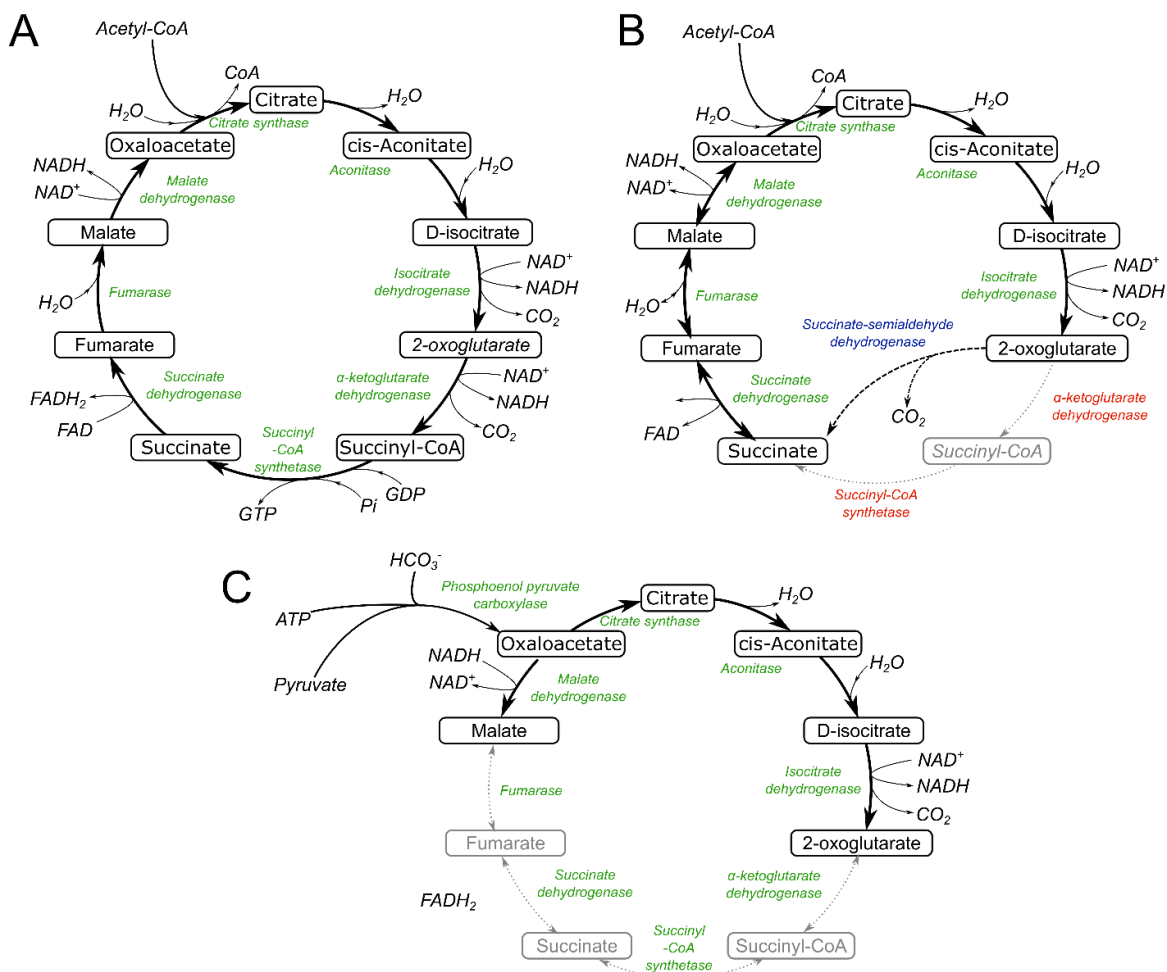 A
Acetyl-CoA
CoA
H2O
Citrate
H2O
Citrate synthase
Oxaloacetate
cis-Aconitate
NADH
NAD+
Malate
dehydrogenase
Aconitase
H2O
Malate
D-isocitrate
Isocitrate
dehydrogenase
NAD+
NADH
CO2
H2O
Fumarase
Fumarate
2-oxoglutarate
Succinate
dehydrogenase
α-ketoglutarate
dehydrogenase
NAD+
NADH
CO2
FADH2
FAD
Succinate
Succinyl
-CoA
synthetase
Succinyl-CoA
GTP
Pi
GDP
B
Acetyl-CoA
CoA
H2O
Citrate
H2O
Citrate synthase
Oxaloacetate
cis-Aconitate
NADH
NAD+
Malate
dehydrogenase
Aconitase
H2O
Malate
D-isocitrate
Isocitrate
dehydrogenase
NAD+
NADH
CO2
H2O
Fumarase
Succinate-semialdehyde
dehydrogenase
Fumarate
2-oxoglutarate
Succinate
dehydrogenase
CO2
α-ketoglutarate
dehydrogenase
FAD
Succinate
Succinyl-CoA
Succinyl-CoA
synthetase
C
HCO3-
Phosphoenol pyruvate
carboxylase
ATP
Pyruvate
Citrate
H2O
Citrate synthase
Oxaloacetate
cis-Aconitate
NADH
NAD+
Malate
dehydrogenase
Aconitase
H2O
Malate
D-isocitrate
Isocitrate
dehydrogenase
NAD+
NADH
CO2
Fumarase
Fumarate
2-oxoglutarate
Succinate
dehydrogenase
α-ketoglutarate
dehydrogenase
FADH2
Succinate
Succinyl
-CoA
synthetase
Succinyl-CoA